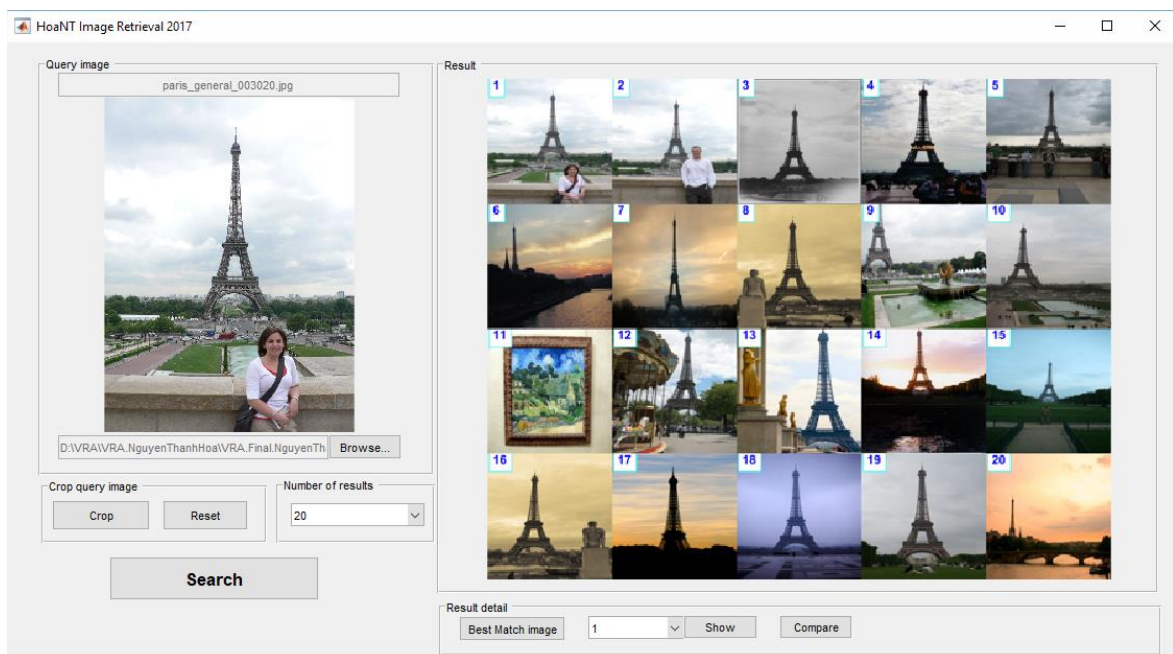 HoaNT Image Retrieval 2017
Query image
paris_general_003020.jpg
D:\VRA\VRA.NguyenThanhHoa\VRA.Final.NguyenTh
Browse...
Crop query image
Crop
Reset
Number of results
20
Search
Result
1
2
3
4
5
6
7
8
9
10
11
12
13
14
15
16
17
18
19
20
Result detail
Best Match image
1
Show
Compare